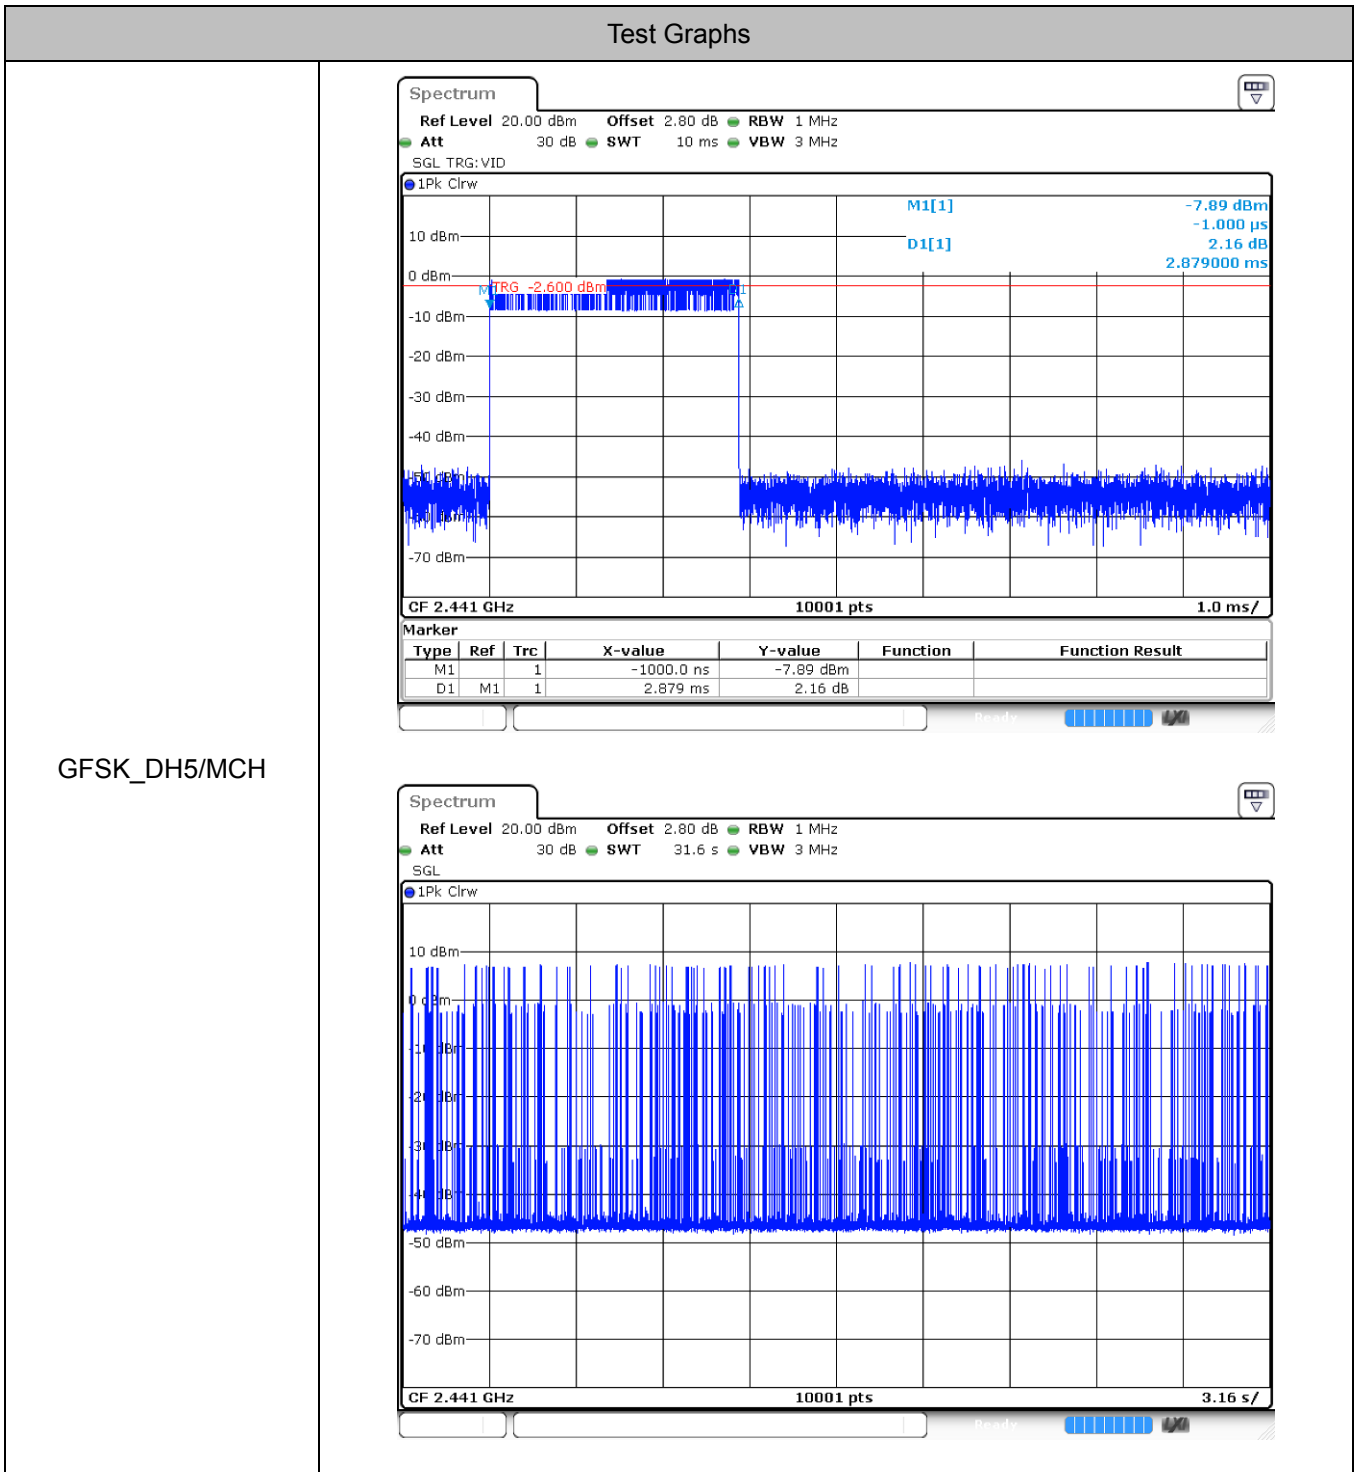 Test Graphs
GFSK_DH5/MCH
Spectrum
Ref Level 20.00 dBm Offset 2.80 dB RBW 1 MHz
Att 30 dB SWT 10 ms VBW 3 MHz
SGL TRG:VID
1Pk Clrw
M1[1] -7.89 dBm
-1.000 µs
D1[1] 2.16 dB
2.879000 ms
10 dBm
0 dBm
TRG -2.600 dBm
-10 dBm
-20 dBm
-30 dBm
-40 dBm
-70 dBm
CF 2.441 GHz 10001 pts 1.0 ms/
Marker
Type Ref Trc X-value Y-value Function Function Result
M1 1 -1000.0 ns -7.89 dBm
D1 M1 1 2.879 ms 2.16 dB
Ready
Spectrum
Ref Level 20.00 dBm Offset 2.80 dB RBW 1 MHz
Att 30 dB SWT 31.6 s VBW 3 MHz
SGL
1Pk Clrw
10 dBm
-50 dBm
-60 dBm
-70 dBm
CF 2.441 GHz 10001 pts 3.16 s/
Ready